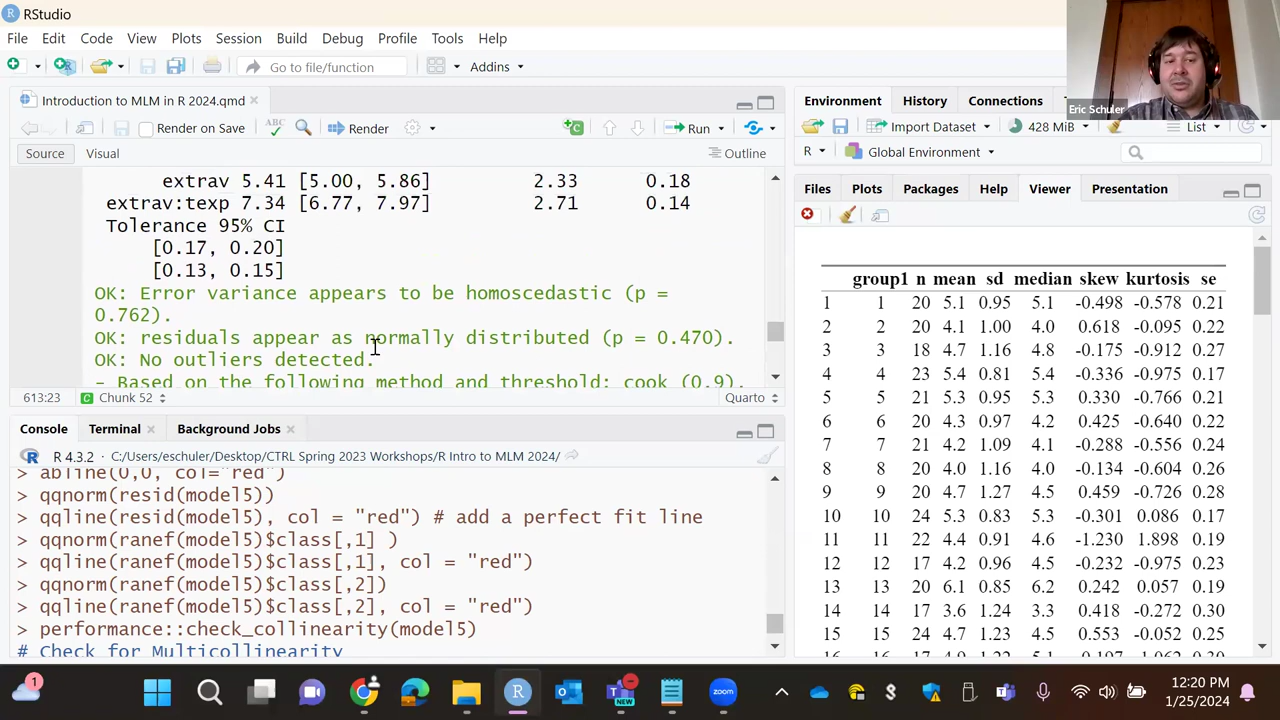 RStudio
File Edit Code View Plots Session Build Debug Profile Tools Help
Go to file/function
Addins
Introduction to MLM in R 2024.qmd
Render on Save
Render
Run
Source Visual
Outline
extrav 5.41 [5.00, 5.86] 2.33 0.18
extrav:texp 7.34 [6.77, 7.97] 2.71 0.14
Tolerance 95% CI
[0.17, 0.20]
[0.13, 0.15]
OK: Error variance appears to be homoscedastic (p =
0.762).
OK: residuals appear as normally distributed (p = 0.470).
OK: No outliers detected.
- Based on the following method and threshold: cook (0.9).
613:23 Chunk 52 Quarto
Console Terminal Background Jobs
R 4.3.2 · C:/Users/eschuler/Desktop/CTRL Spring 2023 Workshops/R Intro to MLM 2024/
> abline(0,0, col="red")
> qqnorm(resid(model5))
> qqline(resid(model5), col = "red") # add a perfect fit line
> qqnorm(ranef(model5)$class[,1] )
> qqline(ranef(model5)$class[,1], col = "red")
> qqnorm(ranef(model5)$class[,2])
> qqline(ranef(model5)$class[,2], col = "red")
> performance::check_collinearity(model5)
# Check for Multicollinearity
Eric Schuler
Environment History Connections
Import Dataset 428 MiB List
R Global Environment
Files Plots Packages Help Viewer Presentation
group1 n mean sd median skew kurtosis se
1 1 20 5.1 0.95 5.1 -0.498 -0.578 0.21
2 2 20 4.1 1.00 4.0 0.618 -0.095 0.22
3 3 18 4.7 1.16 4.8 -0.175 -0.912 0.27
4 4 23 5.4 0.81 5.4 -0.336 -0.975 0.17
5 5 21 5.3 0.95 5.3 0.330 -0.766 0.21
6 6 20 4.3 0.97 4.2 0.425 -0.640 0.22
7 7 21 4.2 1.09 4.1 -0.288 -0.556 0.24
8 8 20 4.0 1.16 4.0 -0.134 -0.604 0.26
9 9 20 4.7 1.27 4.5 0.459 -0.726 0.28
10 10 24 5.3 0.83 5.3 -0.301 0.086 0.17
11 11 22 4.4 0.91 4.6 -1.230 1.898 0.19
12 12 17 4.2 0.96 4.5 -0.232 -0.975 0.23
13 13 20 6.1 0.85 6.2 0.242 0.057 0.19
14 14 17 3.6 1.24 3.3 0.418 -0.272 0.30
15 15 24 4.7 1.23 4.5 0.553 -0.052 0.25
1
NEW
zoom
12:20 PM
1/25/2024